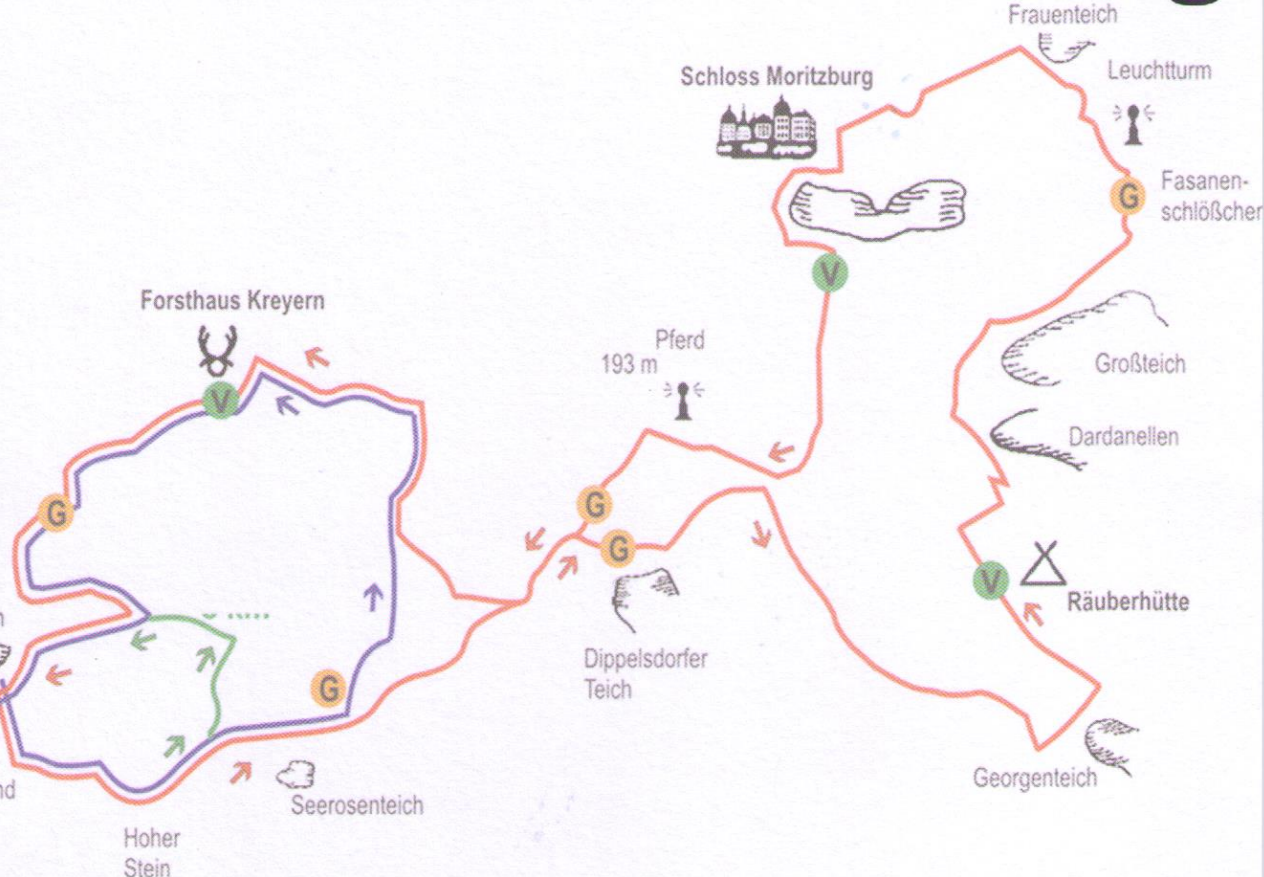 Frauenteich
Leuchtturm
Schloss Moritzburg
Fasanen-
schlößcher
G
V
Forsthaus Kreyern
V
Pferd
193 m
Großteich
Dardanellen
G
G
G
V
Räuberhütte
Dippelsdorfer
Teich
G
Georgenteich
Seerosenteich
nd
Hoher
Stein